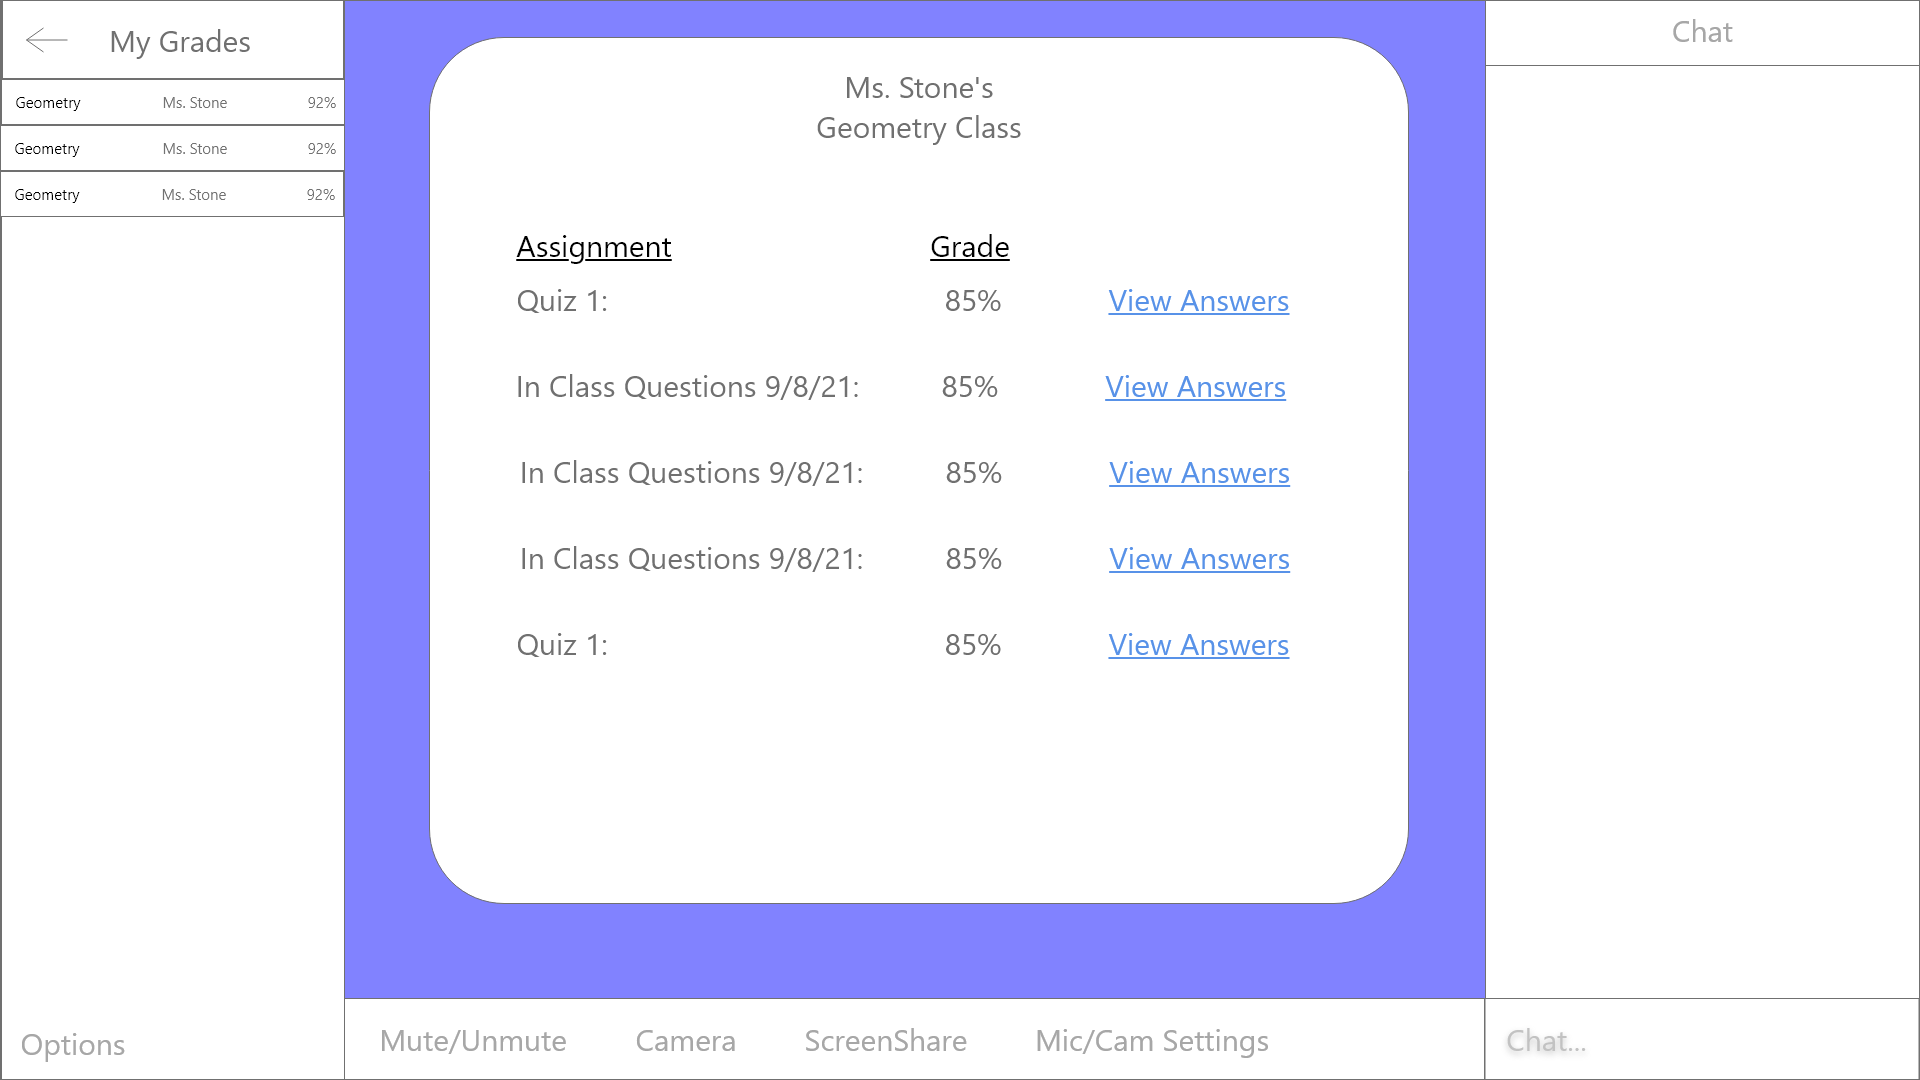 My Grades
Geometry Ms. Stone 92%
Geometry Ms. Stone 92%
Geometry Ms. Stone 92%
Options
Ms. Stone's
Geometry Class
Assignment Grade
Quiz 1: 85% View Answers
In Class Questions 9/8/21: 85% View Answers
In Class Questions 9/8/21: 85% View Answers
In Class Questions 9/8/21: 85% View Answers
Quiz 1: 85% View Answers
Mute/Unmute Camera ScreenShare Mic/Cam Settings
Chat
Chat...